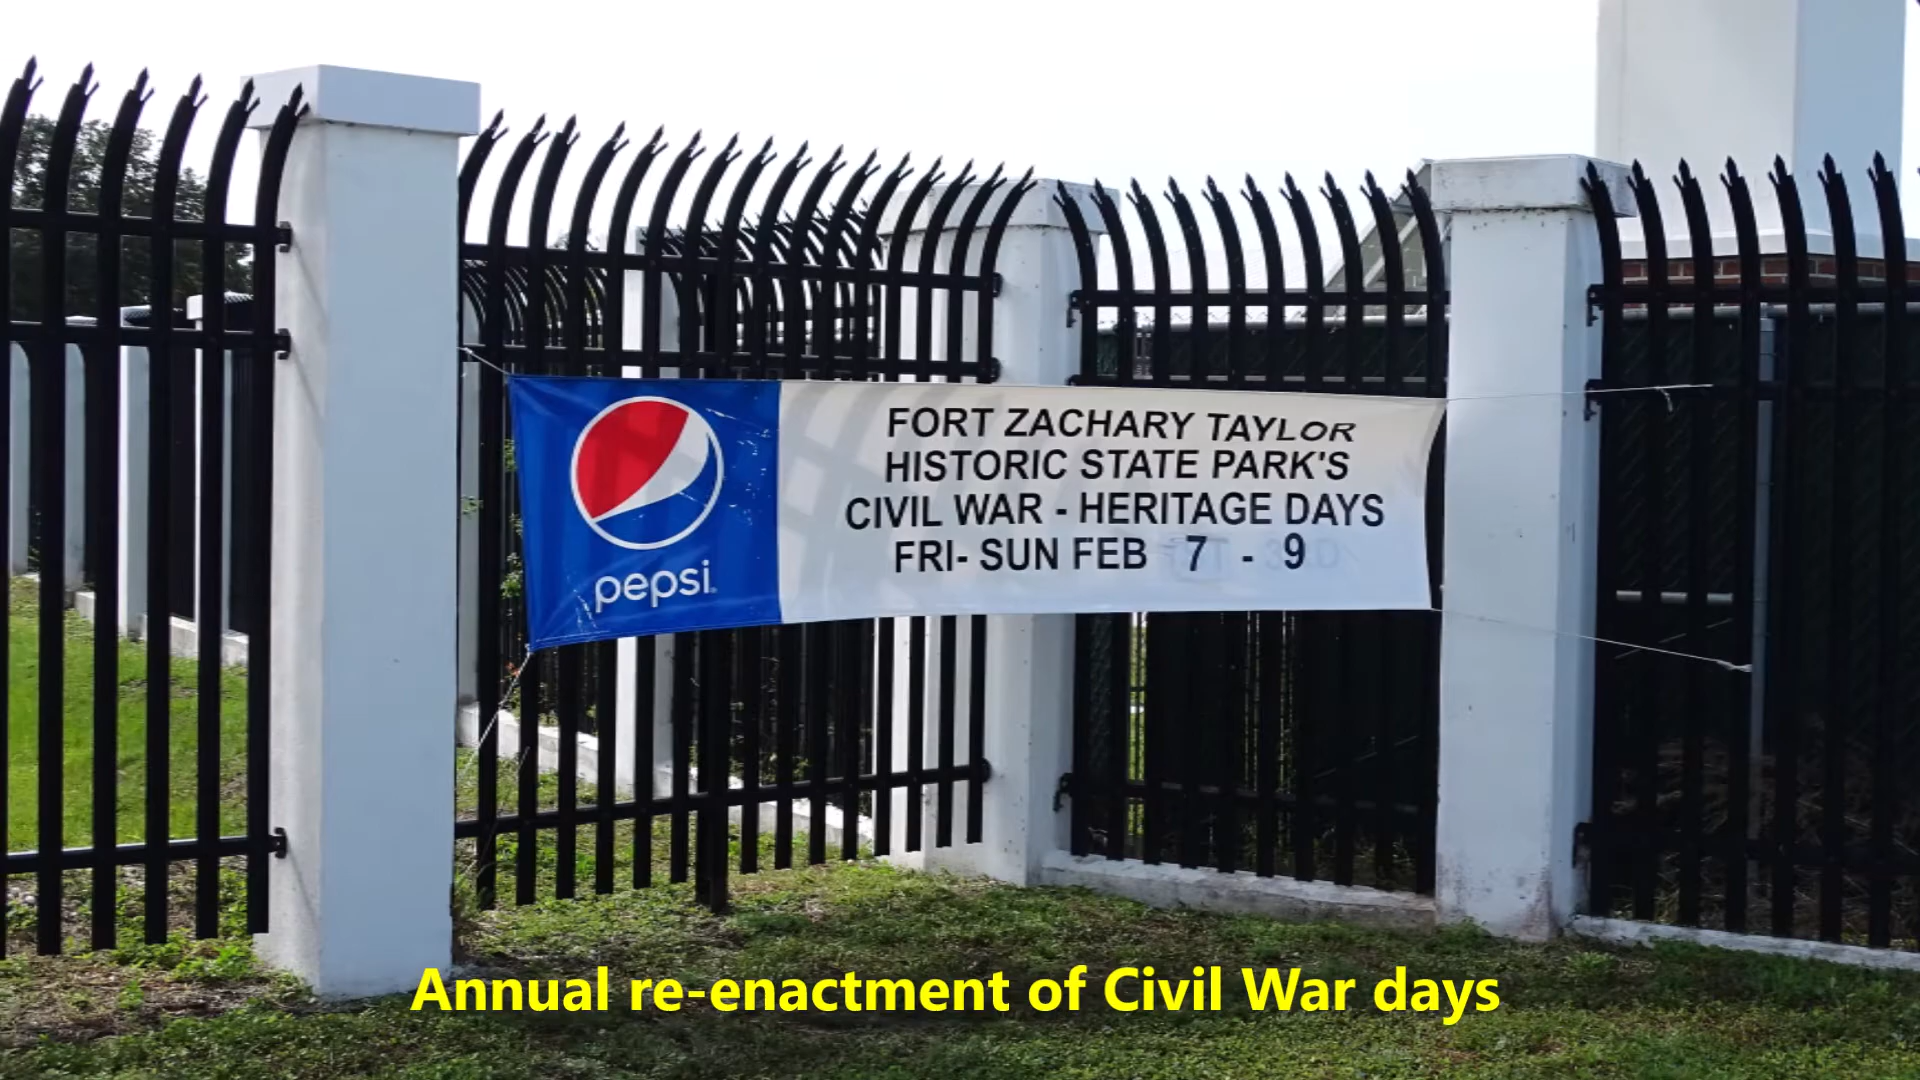 pepsi
FORT ZACHARY TAYLOR
HISTORIC STATE PARK'S
CIVIL WAR - HERITAGE DAYS
FRI- SUN FEB 7 - 9
Annual re-enactment of Civil War days